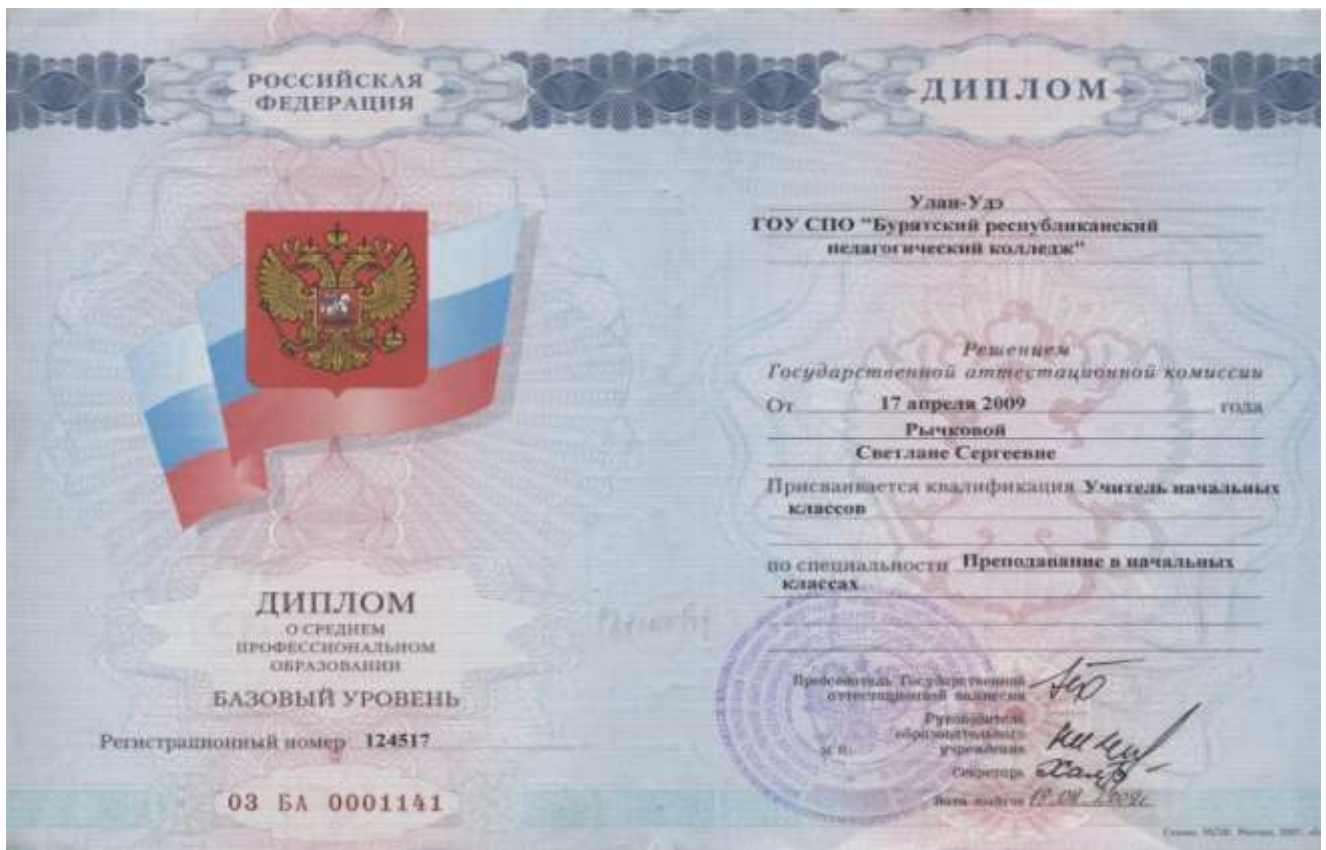 РОССИЙСКАЯ
ФЕДЕРАЦИЯ
ДИПЛОМ
О СРЕДНЕМ
ПРОФЕССИОНАЛЬНОМ
ОБРАЗОВАНИИ
БАЗОВЫЙ УРОВЕНЬ
Регистрационный номер 124517
03 БА 0001141
ДИПЛОМ
Улан-Удэ
ГОУ СПО "Бурятский республиканский
педагогический колледж"
Решением
Государственной аттестационной комиссии
От 17 апреля 2009 года
Рычковой
Светлане Сергеевне
Присваивается квалификация Учитель начальных
классов
по специальности Преподавание в начальных
классах
Председатель Государственной
аттестационной комиссии
Руководитель
образовательного
учреждения
М.П.
Секретарь
Дата выдачи